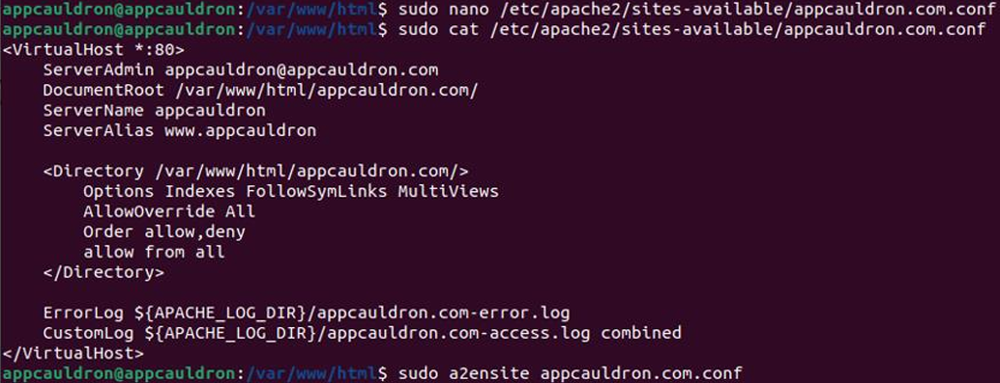 appcauldron@appcauldron:/var/www/html$ sudo nano /etc/apache2/sites-available/appcauldron.com.conf
appcauldron@appcauldron:/var/www/html$ sudo cat /etc/apache2/sites-available/appcauldron.com.conf
<VirtualHost *:80>
    ServerAdmin appcauldron@appcauldron.com
    DocumentRoot /var/www/html/appcauldron.com/
    ServerName appcauldron
    ServerAlias www.appcauldron

    <Directory /var/www/html/appcauldron.com/>
        Options Indexes FollowSymLinks MultiViews
        AllowOverride All
        Order allow,deny
        allow from all
    </Directory>

    ErrorLog ${APACHE_LOG_DIR}/appcauldron.com-error.log
    CustomLog ${APACHE_LOG_DIR}/appcauldron.com-access.log combined
</VirtualHost>
appcauldron@appcauldron:/var/www/html$ sudo a2ensite appcauldron.com.conf